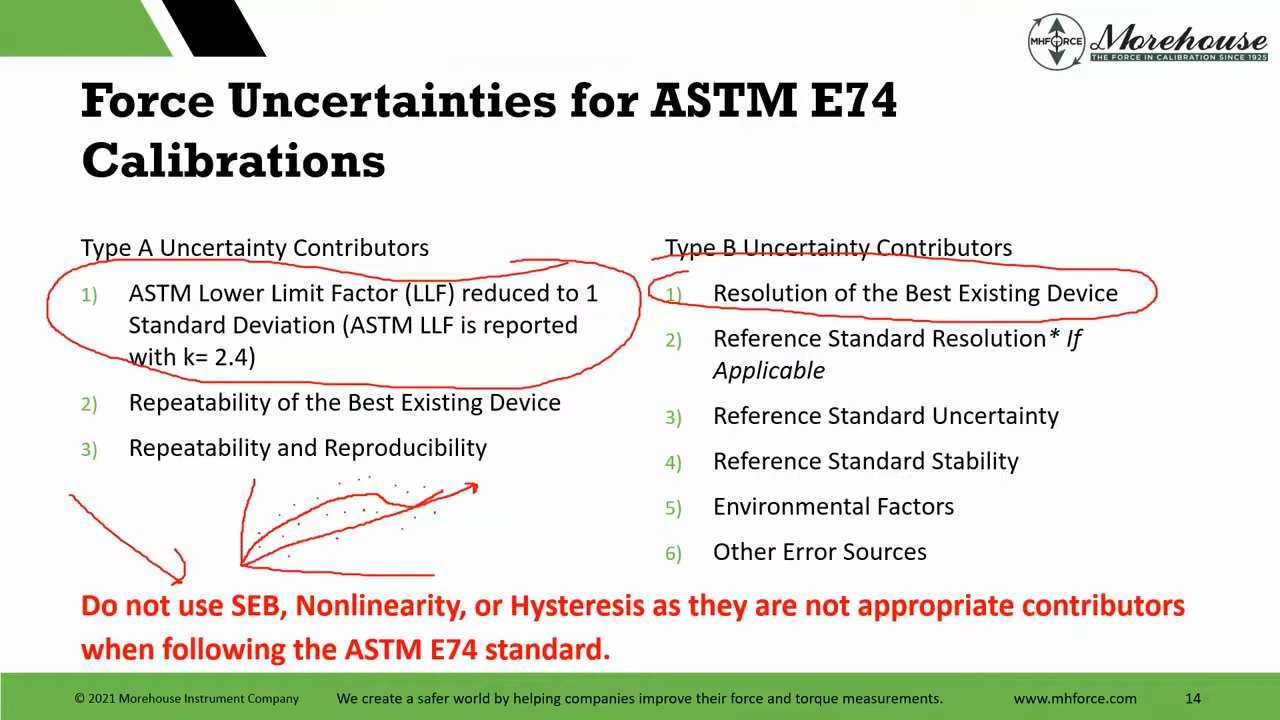 MHFORCE
Morehouse
THE FORCE IN CALIBRATION SINCE 1925
Force Uncertainties for ASTM E74
Calibrations
Type A Uncertainty Contributors
1) ASTM Lower Limit Factor (LLF) reduced to 1
Standard Deviation (ASTM LLF is reported
with k= 2.4)
2) Repeatability of the Best Existing Device
3) Repeatability and Reproducibility
Type B Uncertainty Contributors
1) Resolution of the Best Existing Device
2) Reference Standard Resolution* If
Applicable
3) Reference Standard Uncertainty
4) Reference Standard Stability
5) Environmental Factors
6) Other Error Sources
Do not use SEB, Nonlinearity, or Hysteresis as they are not appropriate contributors
when following the ASTM E74 standard.
© 2021 Morehouse Instrument Company We create a safer world by helping companies improve their force and torque measurements. www.mhforce.com 14